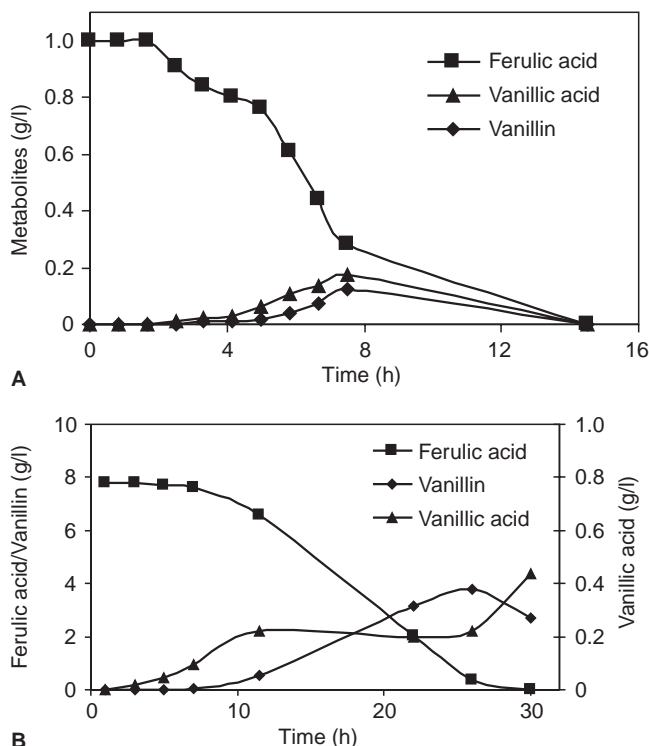 Metabolites (g/l)
1.0
0.8
0.6
0.4
0.2
0
Ferulic acid
Vanillic acid
Vanillin
0 4 8 12 16
Time (h)
A
Ferulic acid/Vanillin (g/l)
10
8
6
4
2
0
Ferulic acid
Vanillin
Vanillic acid
1.0
0.8
0.6
0.4
0.2
0.0
Vanillic acid (g/l)
0 10 20 30
Time (h)
B